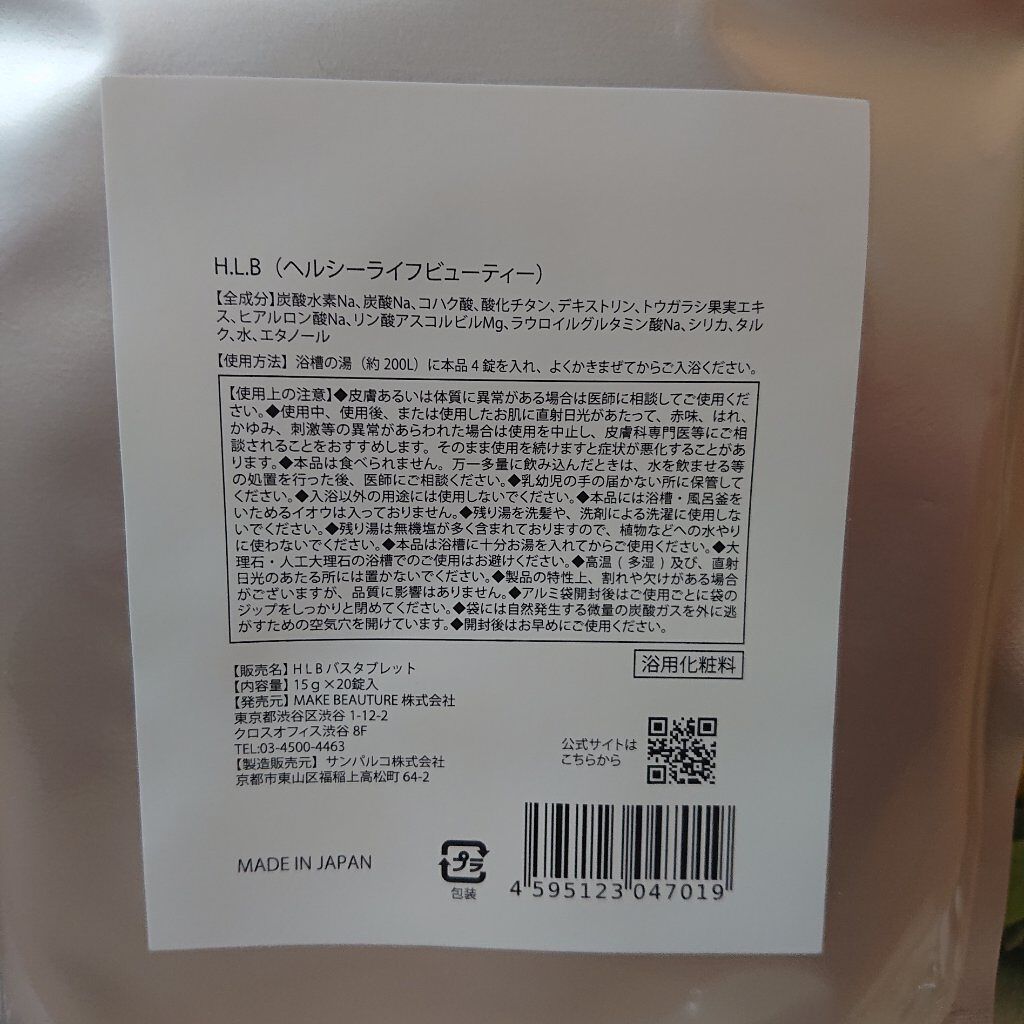 H.L.B（ヘルシーライフビューティー）
【全成分】炭酸水素Na、炭酸Na、コハク酸、酸化チタン、デキストリン、トウガラシ果実エキ
ス、ヒアルロン酸Na、リン酸アスコルビルMg、ラウロイルグルタミン酸Na、シリカ、タル
ク、水、エタノール
【使用方法】浴槽の湯（約200L）に本品4錠を入れ、よくかきまぜてからご入浴ください。
【使用上の注意】◆皮膚あるいは体質に異常がある場合は医師に相談してご使用くだ
さい。◆使用中、使用後、または使用したお肌に直射日光があたって、赤味、はれ、
かゆみ、刺激等の異常があらわれた場合は使用を中止し、皮膚科専門医等にご相
談されることをおすすめします。そのまま使用を続けますと症状が悪化することがあ
ります。◆本品は食べられません。万一多量に飲み込んだときは、水を飲ませる等
の処置を行った後、医師にご相談ください。◆乳幼児の手の届かない所に保管して
ください。◆入浴以外の用途には使用しないでください。◆本品には浴槽・風呂釜を
いためるイオウは入っておりません。◆残り湯を洗髪や、洗剤による洗濯に使用しな
いでください。◆残り湯は無機塩が多く含まれておりますので、植物などへの水やり
に使わないでください。◆本品は浴槽に十分お湯を入れてからご使用ください。◆大
理石・人工大理石の浴槽でのご使用はお避けください。◆高温(多湿)及び、直射
日光のあたる所には置かないでください。◆製品の特性上、割れや欠けがある場合
がございますが、品質に影響はありません。◆アルミ袋開封後はご使用ごとに袋の
ジップをしっかりと閉めてください。◆袋には自然発生する微量の炭酸ガスを外に逃
がすための空気穴を開けています。◆開封後はお早めにご使用ください。
浴用化粧料
【販売名】HLBバスタブレット
【内容量】15g×20錠入
【発売元】MAKE BEAUTURE 株式会社
東京都渋谷区渋谷1-12-2
クロスオフィス渋谷8F
TEL:03-4500-4463
【製造販売元】サンパルコ株式会社
京都市東山区福稲上高松町64-2
公式サイトは
こちらから
MADE IN JAPAN
プラ
包装
4 595123 047019